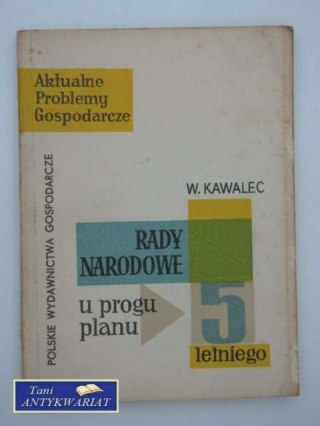 Aktualne
Problemy
Gospodarcze
POLSKIE WYDAWNICTWA GOSPODARCZE
W. KAWALEC
RADY
NARODOWE
u progu
planu
5
letniego
Tani
ANTYKWARIAT